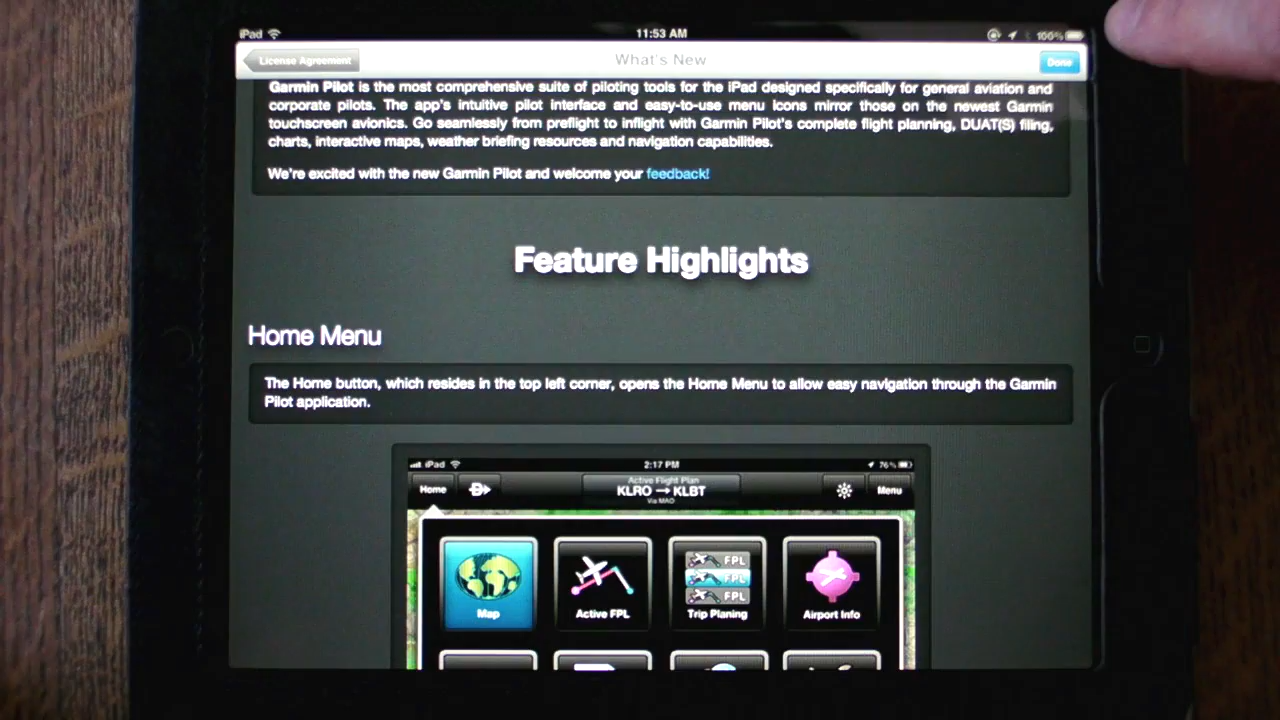 iPad 11:53 AM 100%
License Agreement What's New Done
Garmin Pilot is the most comprehensive suite of piloting tools for the iPad designed specifically for general aviation and
corporate pilots. The app's intuitive pilot interface and easy-to-use menu icons mirror those on the newest Garmin
touchscreen avionics. Go seamlessly from preflight to inflight with Garmin Pilot's complete flight planning, DUAT(S) filing,
charts, interactive maps, weather briefing resources and navigation capabilities.
We're excited with the new Garmin Pilot and welcome your feedback!
Feature Highlights
Home Menu
The Home button, which resides in the top left corner, opens the Home Menu to allow easy navigation through the Garmin
Pilot application.
iPad 2:17 PM 76%
Active Flight Plan
Home D KLRO → KLBT Menu
Via MAO
FPL
FPL
FPL
Map Active FPL Trip Planing Airport Info